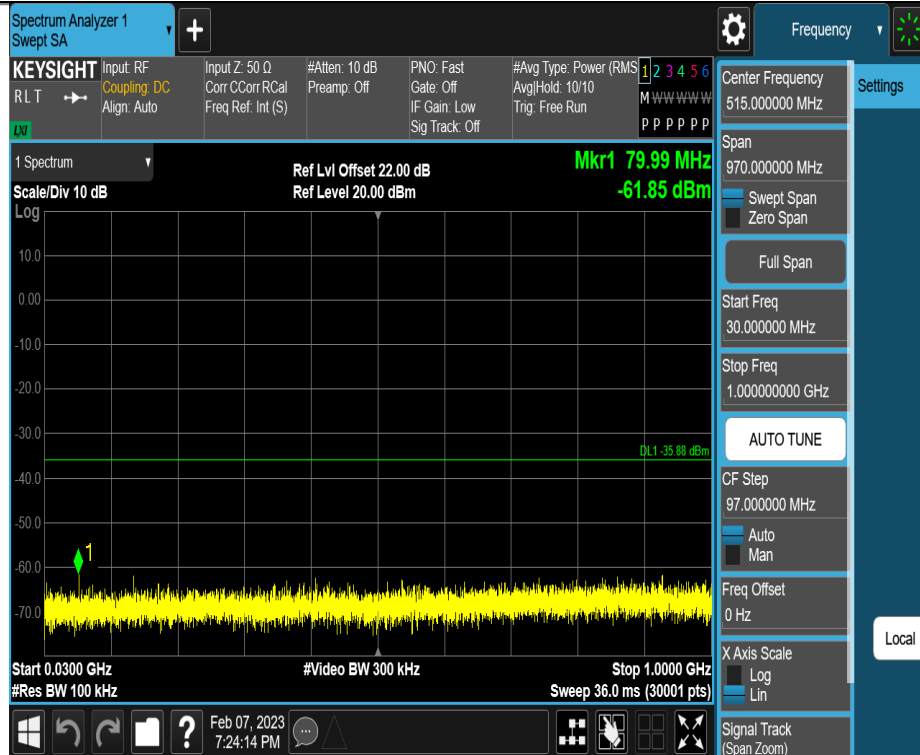 Spectrum Analyzer 1
Swept SA
+
Frequency
KEYSIGHT
RLT
LXI
Input: RF
Coupling: DC
Align: Auto
Input Z: 50 Ω
Corr CCorr RCal
Freq Ref: Int (S)
#Atten: 10 dB
Preamp: Off
PNO: Fast
Gate: Off
IF Gain: Low
Sig Track: Off
#Avg Type: Power (RMS
Avg|Hold: 10/10
Trig: Free Run
1 2 3 4 5 6
M W W W W W
P P P P P P
1 Spectrum
Scale/Div 10 dB
Log
Ref Lvl Offset 22.00 dB
Ref Level 20.00 dBm
Mkr1 79.99 MHz
-61.85 dBm
10.0
0.00
-10.0
-20.0
-30.0
DL1 -35.88 dBm
-40.0
-50.0
1
-60.0
-70.0
Start 0.0300 GHz
#Res BW 100 kHz
#Video BW 300 kHz
Stop 1.0000 GHz
Sweep 36.0 ms (30001 pts)
?
Feb 07, 2023
7:24:14 PM
Center Frequency
515.000000 MHz
Span
970.000000 MHz
Swept Span
Zero Span
Full Span
Start Freq
30.000000 MHz
Stop Freq
1.000000000 GHz
AUTO TUNE
CF Step
97.000000 MHz
Auto
Man
Freq Offset
0 Hz
X Axis Scale
Log
Lin
Signal Track
(Span Zoom)
Settings
Local